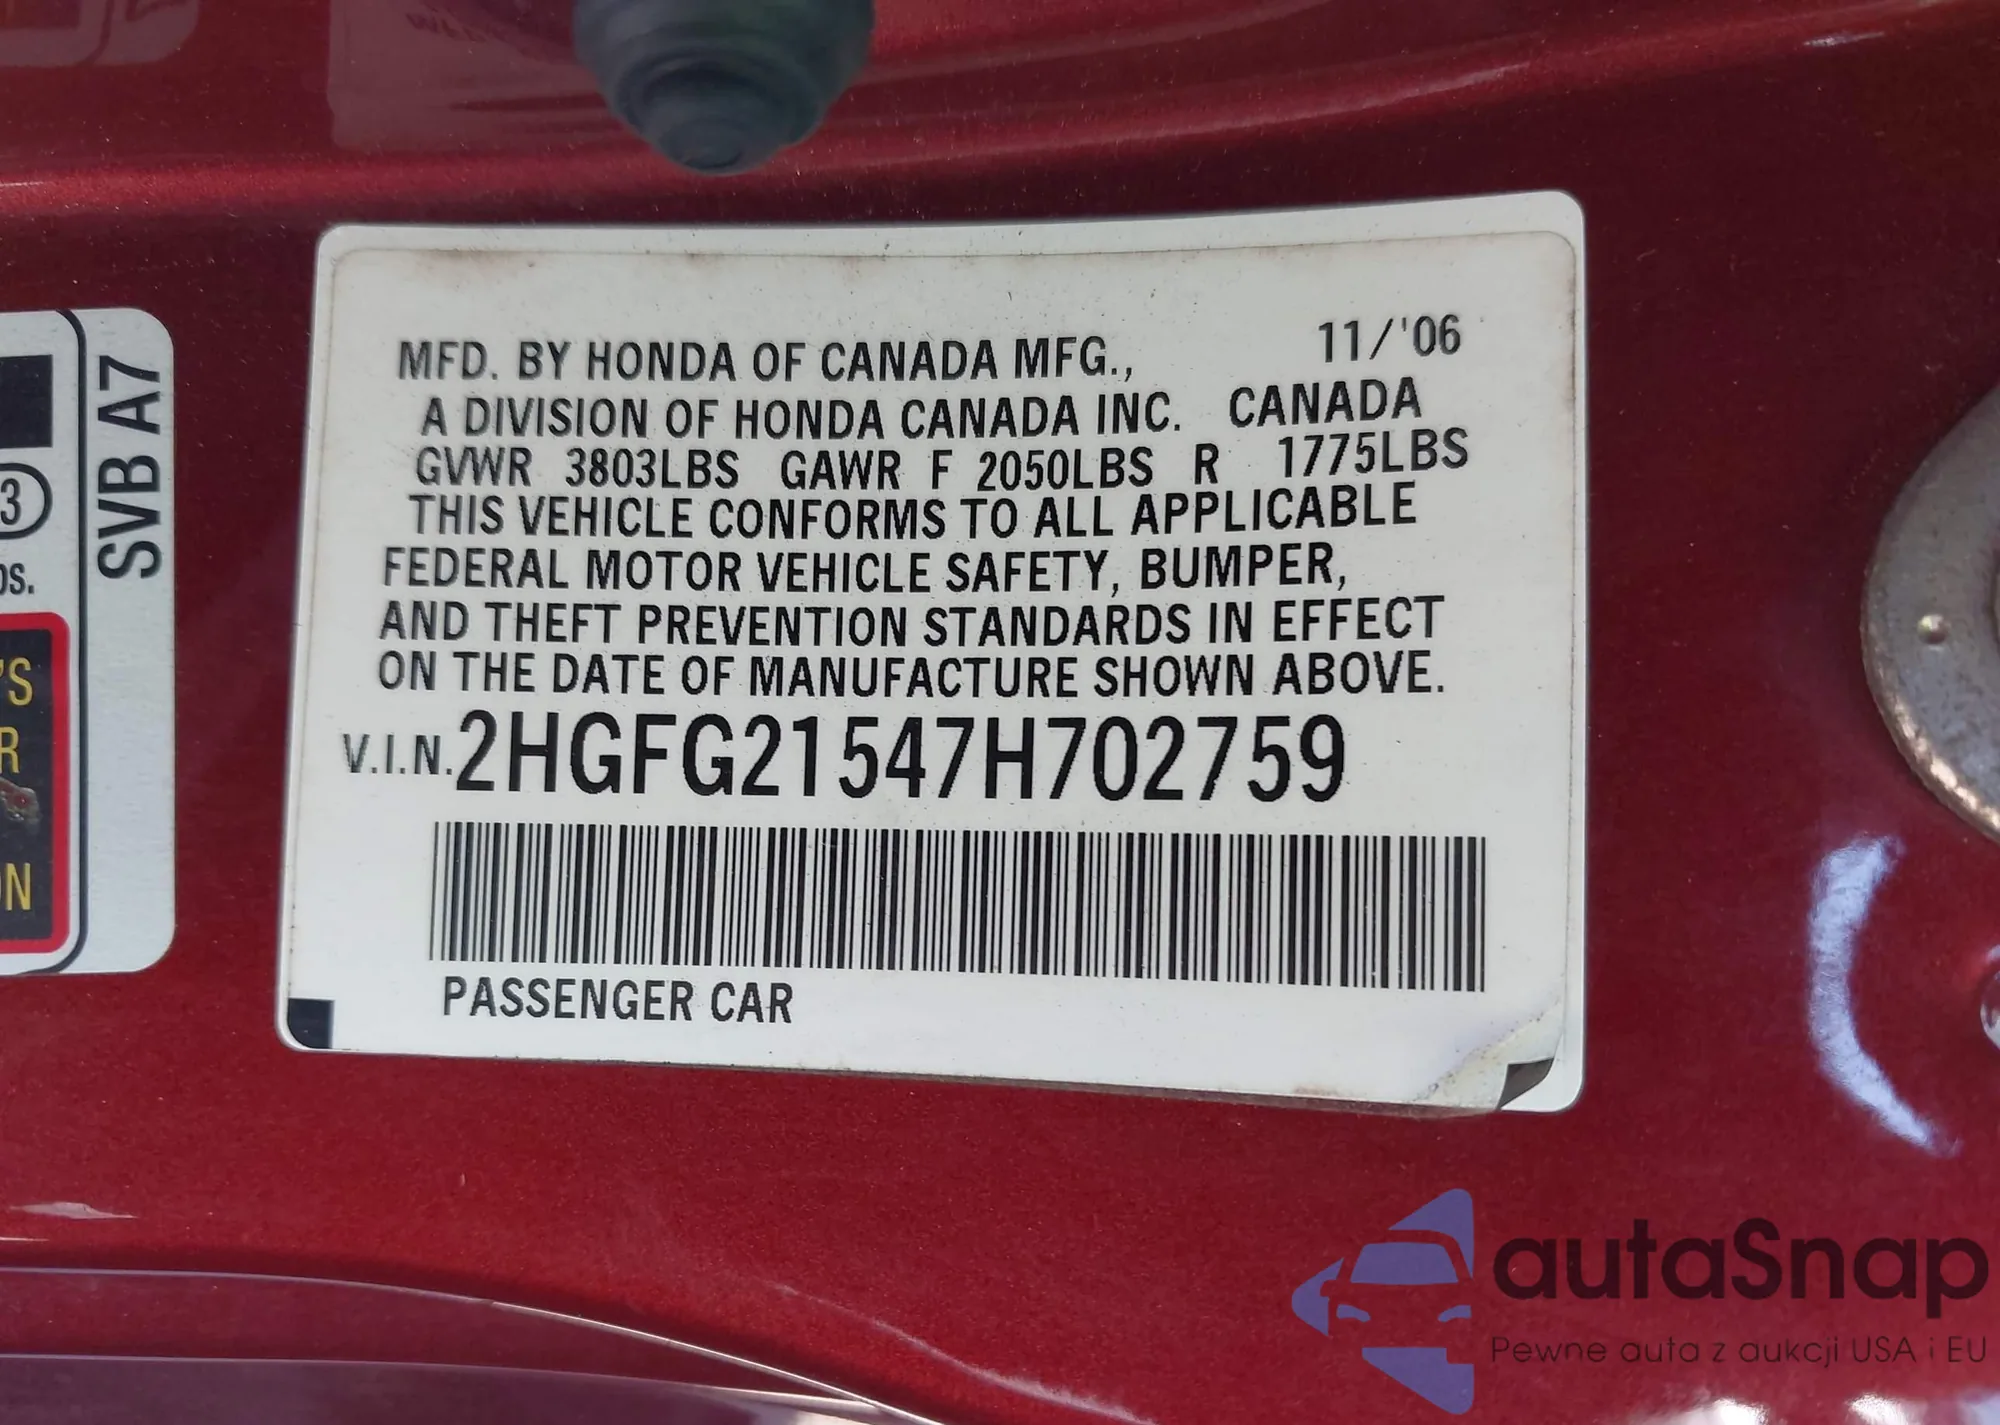 MFD. BY HONDA OF CANADA MFG., 11/'06
A DIVISION OF HONDA CANADA INC. CANADA
GVWR 3803LBS GAWR F 2050LBS R 1775LBS
THIS VEHICLE CONFORMS TO ALL APPLICABLE
FEDERAL MOTOR VEHICLE SAFETY, BUMPER,
AND THEFT PREVENTION STANDARDS IN EFFECT
ON THE DATE OF MANUFACTURE SHOWN ABOVE.
V.I.N.2HGFG21547H702759
PASSENGER CAR
SVB A7
3
autaSnap
Pewne auta z aukcji USA i EU